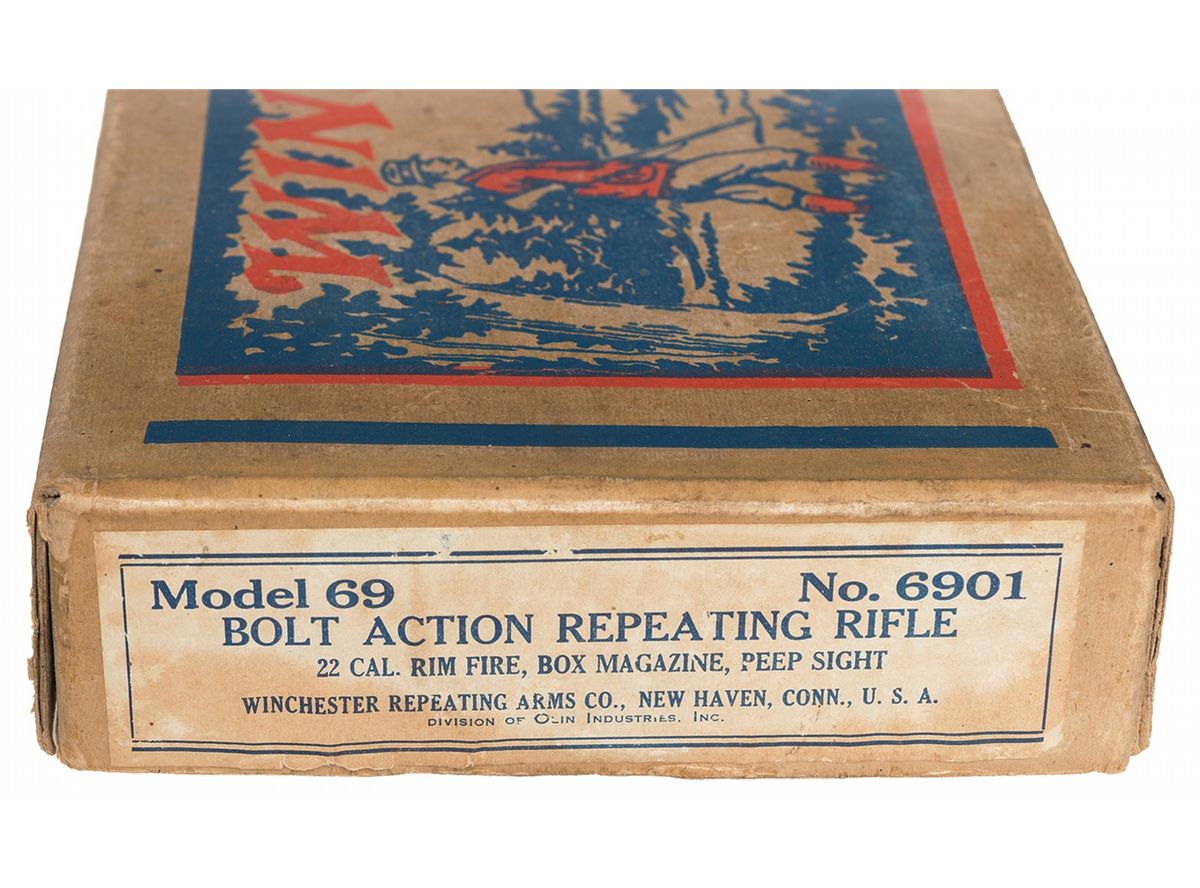 WIN
Model 69 No. 6901
BOLT ACTION REPEATING RIFLE
22 CAL. RIM FIRE, BOX MAGAZINE, PEEP SIGHT
WINCHESTER REPEATING ARMS CO., NEW HAVEN, CONN., U. S. A.
DIVISION OF OLIN INDUSTRIES, INC.